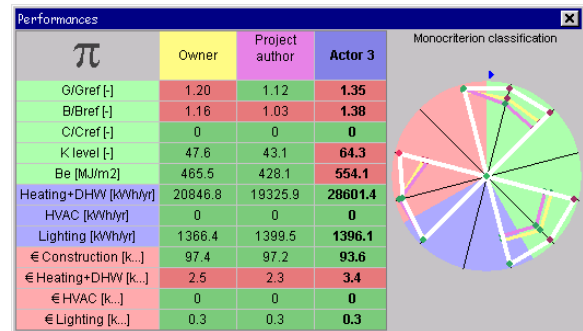 Performances
π Owner Project author Actor 3 Monocriterion classification
G/Gref [-] 1.20 1.12 1.35
B/Bref [-] 1.16 1.03 1.38
C/Cref [-] 0 0 0
K level [-] 47.6 43.1 64.3
Be [MJ/m2] 465.5 428.1 554.1
Heating+DHW [kWh/yr] 20846.8 19325.9 28601.4
HVAC [kWh/yr] 0 0 0
Lighting [kWh/yr] 1366.4 1399.5 1396.1
€ Construction [k...] 97.4 97.2 93.6
€ Heating+DHW [k...] 2.5 2.3 3.4
€ HVAC [k...] 0 0 0
€ Lighting [k...] 0.3 0.3 0.3